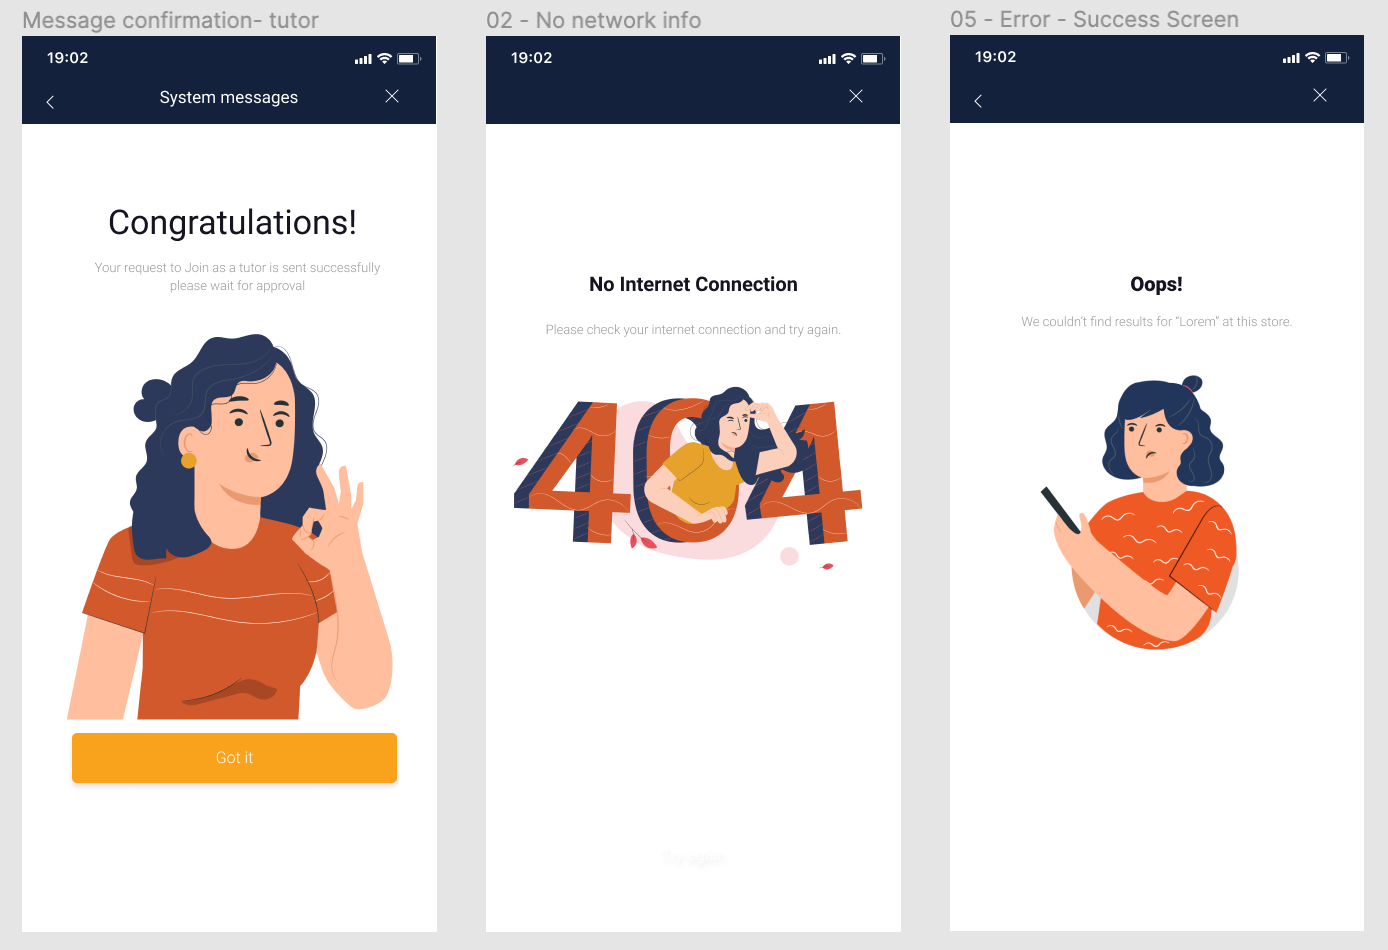 Message confirmation- tutor
19:02
System messages
Congratulations!
Your request to Join as a tutor is sent successfully
please wait for approval
Got it
02 - No network info
19:02
No Internet Connection
Please check your internet connection and try again.
404
Try again
05 - Error - Success Screen
19:02
Oops!
We couldn't find results for “Lorem” at this store.